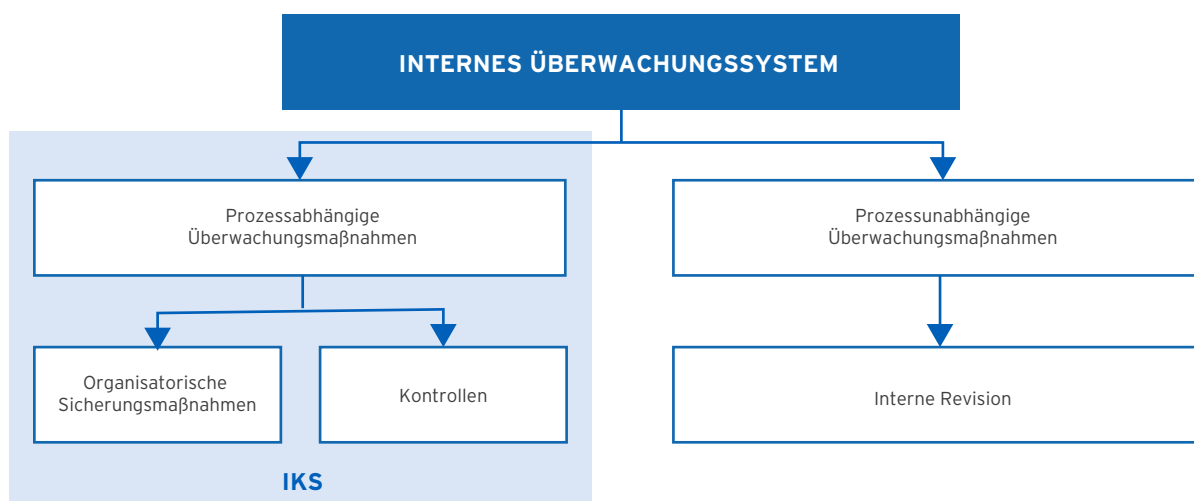 INTERNES ÜBERWACHUNGSSYSTEM
Prozessabhängige
Überwachungsmaßnahmen
Prozessunabhängige
Überwachungsmaßnahmen
Organisatorische
Sicherungsmaßnahmen
Kontrollen
Interne Revision
IKS